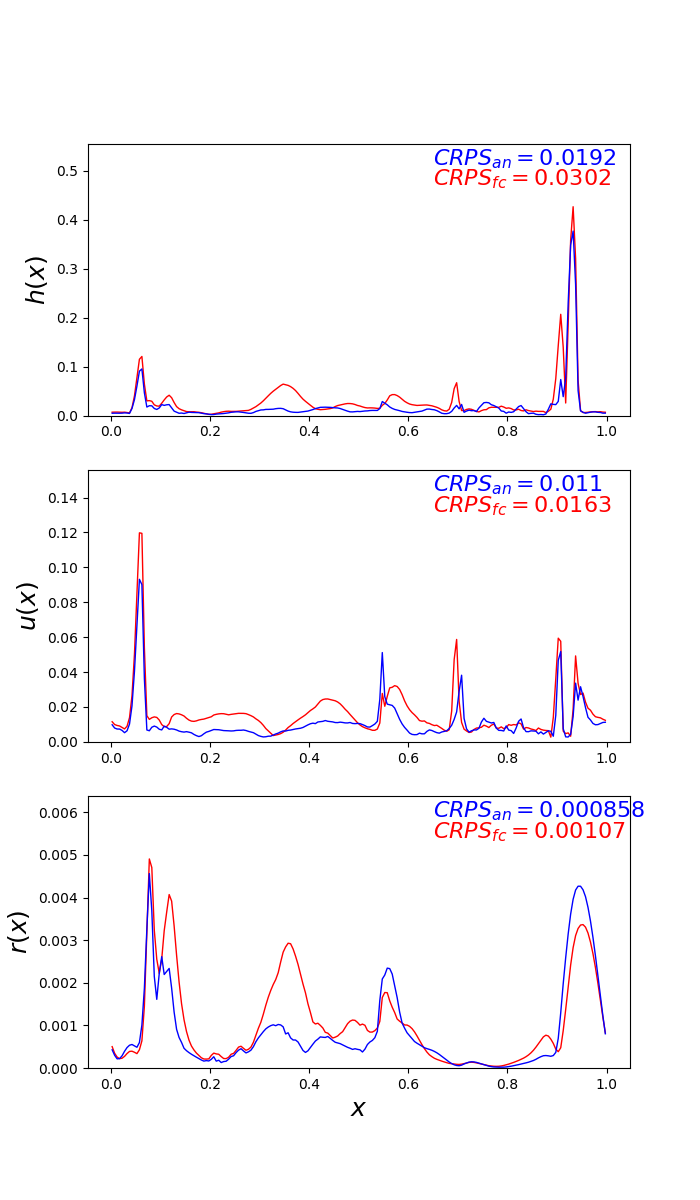 CRPS_an = 0.0192
CRPS_fc = 0.0302
0.5
0.4
0.3
0.2
0.1
0.0
h(x)
0.0 0.2 0.4 0.6 0.8 1.0
CRPS_an = 0.011
CRPS_fc = 0.0163
0.14
0.12
0.10
0.08
0.06
0.04
0.02
0.00
u(x)
0.0 0.2 0.4 0.6 0.8 1.0
CRPS_an = 0.000858
CRPS_fc = 0.00107
0.006
0.005
0.004
0.003
0.002
0.001
0.000
r(x)
0.0 0.2 0.4 0.6 0.8 1.0
x